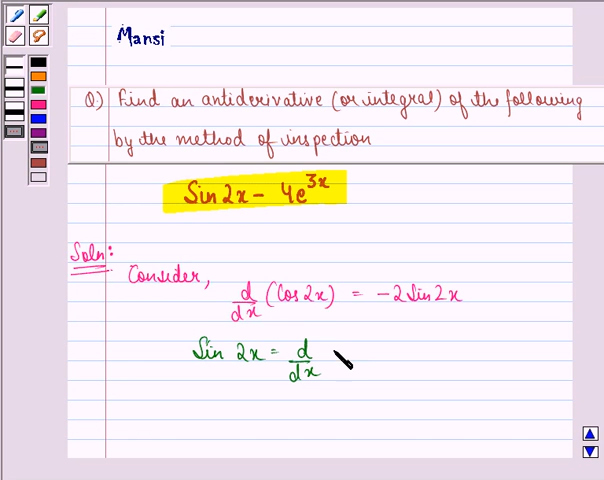 Mansi
Q) Find an antiderivative (or integral) of the following
by the method of inspection
Sin 2x - 4e^3x
Soln:
Consider,
d/dx (Cos 2x) = -2 Sin 2x
Sin 2x = d/dx